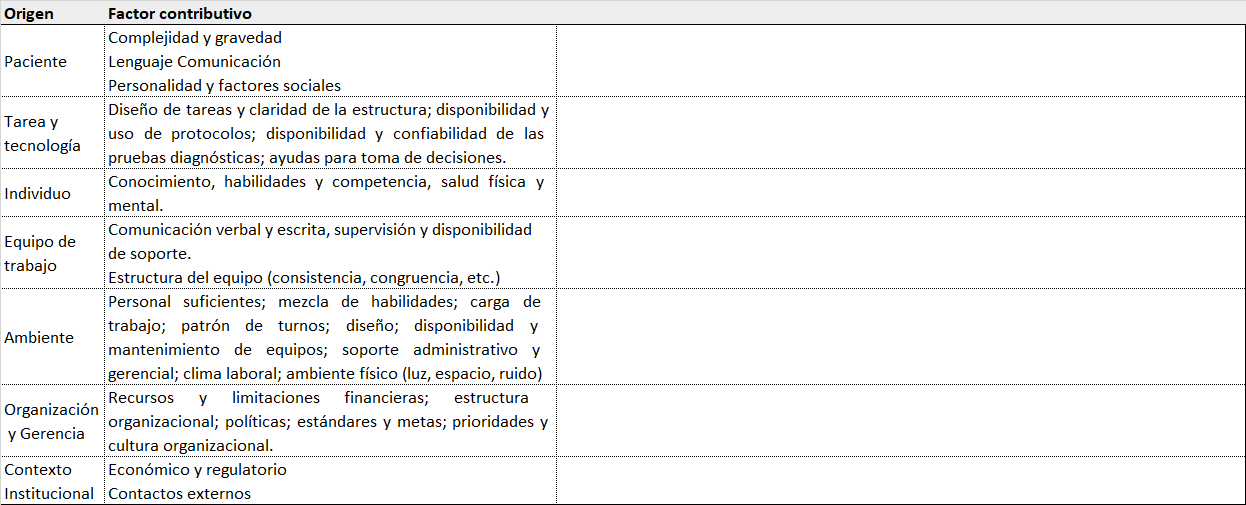 Origen Factor contributivo
Paciente
Complejidad y gravedad
Lenguaje Comunicación
Personalidad y factores sociales
Tarea y
tecnología
Diseño de tareas y claridad de la estructura; disponibilidad y
uso de protocolos; disponibilidad y confiabilidad de las
pruebas diagnósticas; ayudas para toma de decisiones.
Individuo
Conocimiento, habilidades y competencia, salud física y
mental.
Equipo de
trabajo
Comunicación verbal y escrita, supervisión y disponibilidad
de soporte.
Estructura del equipo (consistencia, congruencia, etc.)
Ambiente
Personal suficientes; mezcla de habilidades; carga de
trabajo; patrón de turnos; diseño; disponibilidad y
mantenimiento de equipos; soporte administrativo y
gerencial; clima laboral; ambiente físico (luz, espacio, ruido)
Organización
y Gerencia
Recursos y limitaciones financieras; estructura
organizacional; políticas; estándares y metas; prioridades y
cultura organizacional.
Contexto
Institucional
Económico y regulatorio
Contactos externos